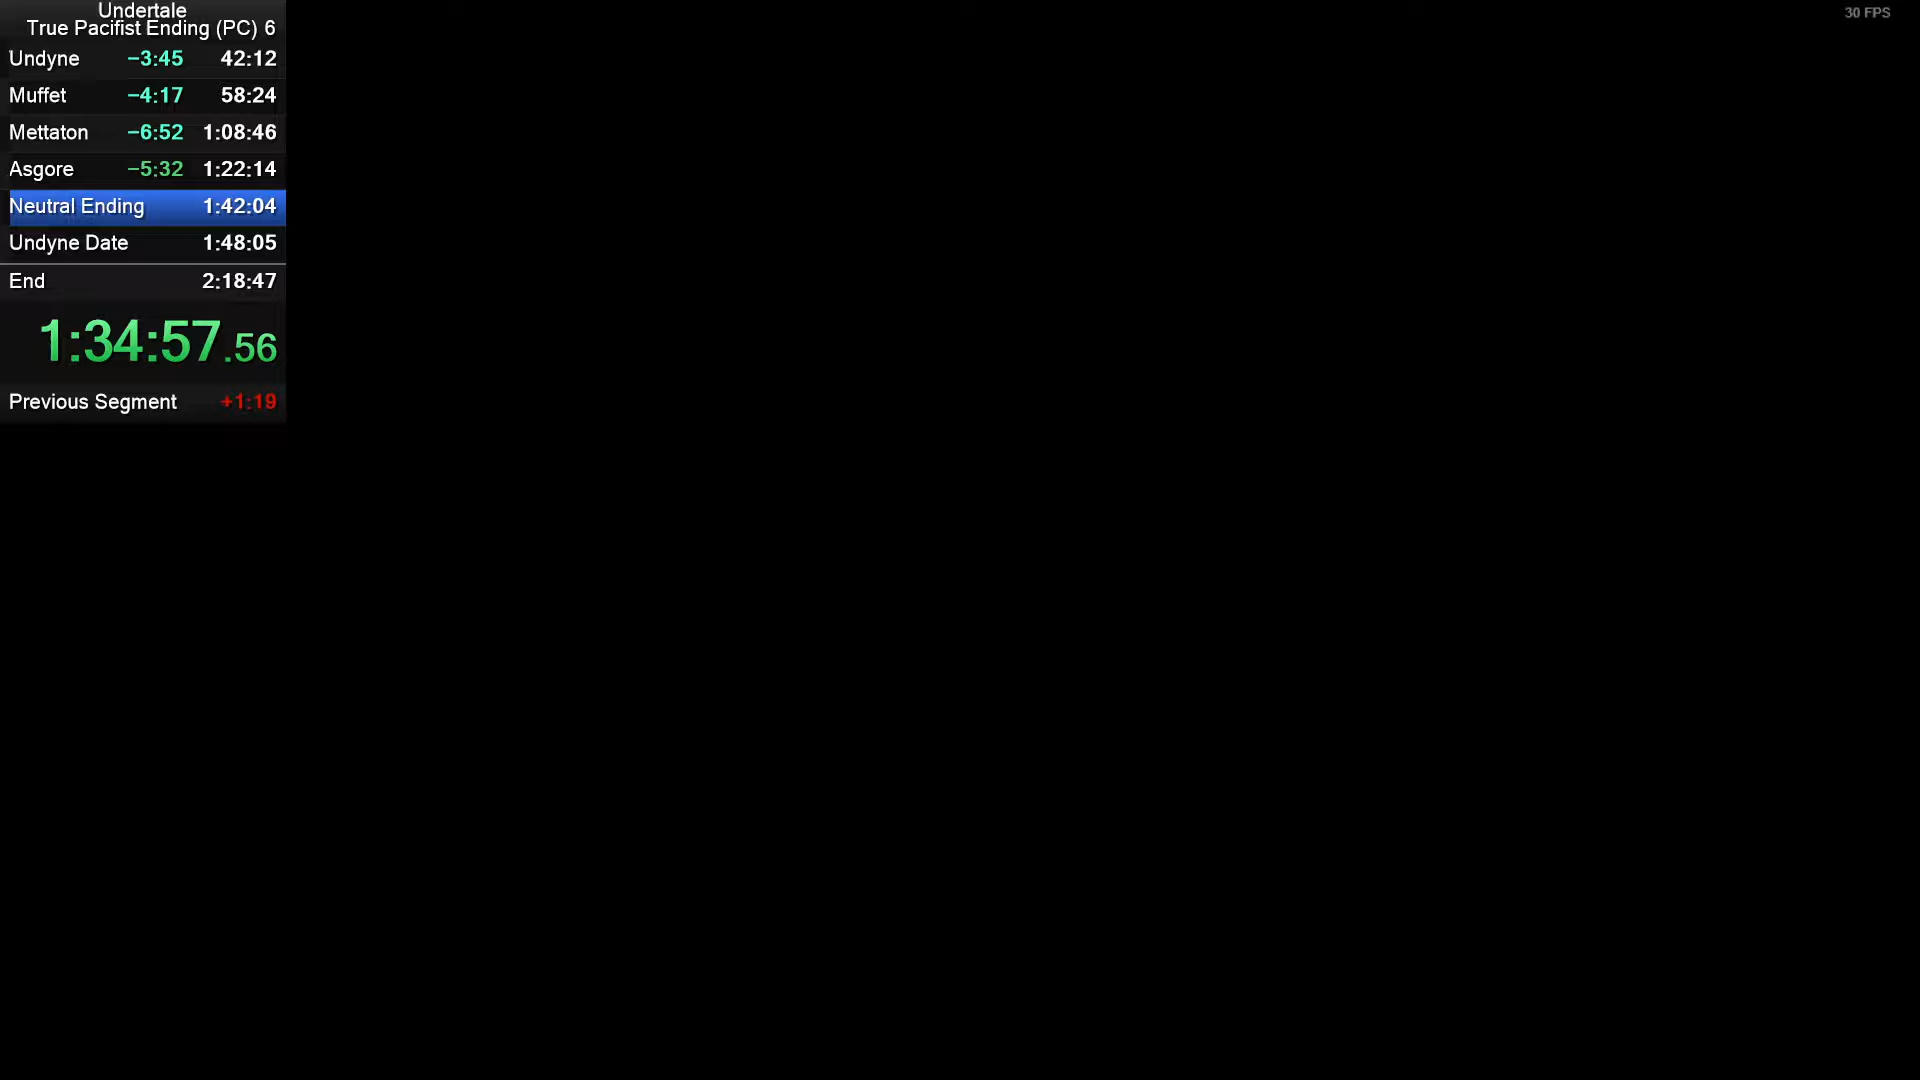 Undertale
True Pacifist Ending (PC) 6
30 FPS
Undyne −3:45 42:12
Muffet −4:17 58:24
Mettaton −6:52 1:08:46
Asgore −5:32 1:22:14
Neutral Ending 1:42:04
Undyne Date 1:48:05
End 2:18:47
1:34:57.56
Previous Segment +1:19